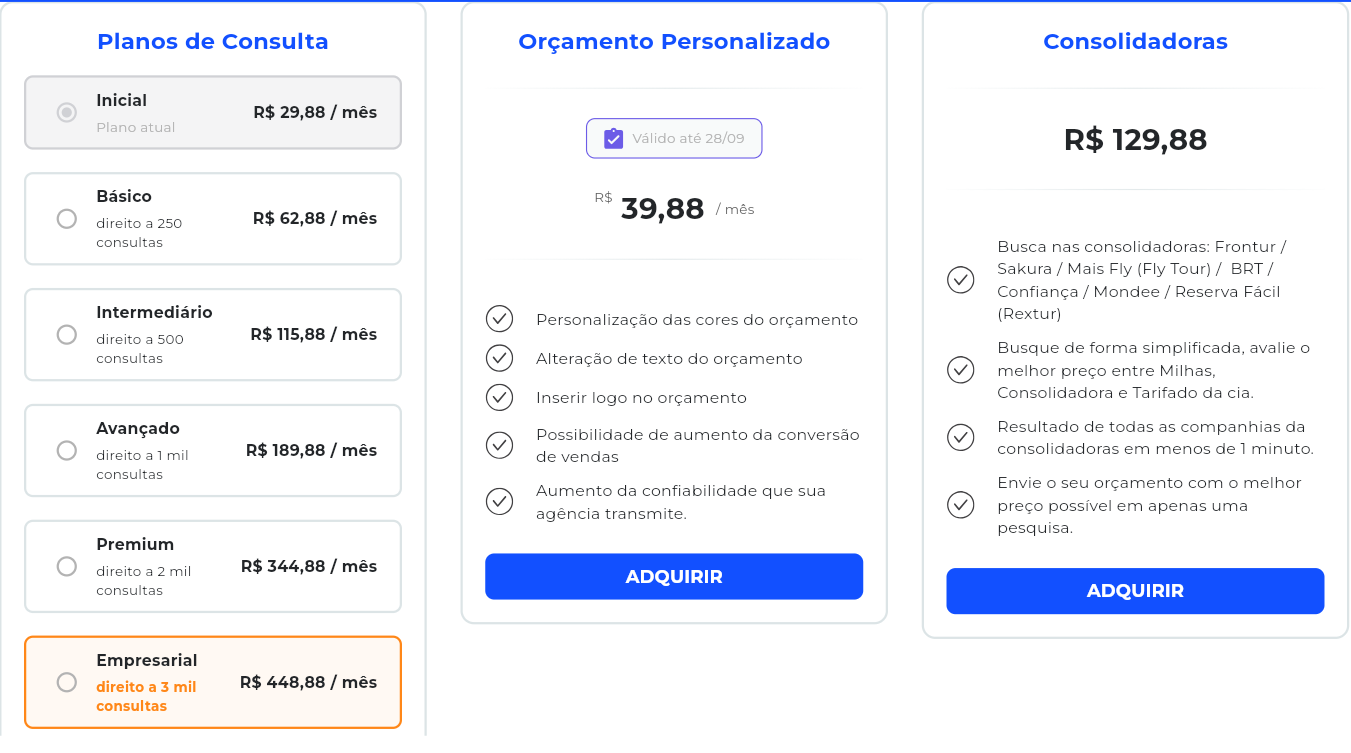 Planos de Consulta
Inicial
Plano atual
R$ 29,88 / mês
Básico
direito a 250
consultas
R$ 62,88 / mês
Intermediário
direito a 500
consultas
R$ 115,88 / mês
Avançado
direito a 1 mil
consultas
R$ 189,88 / mês
Premium
direito a 2 mil
consultas
R$ 344,88 / mês
Empresarial
direito a 3 mil
consultas
R$ 448,88 / mês
Orçamento Personalizado
Válido até 28/09
R$ 39,88 / mês
Personalização das cores do orçamento
Alteração de texto do orçamento
Inserir logo no orçamento
Possibilidade de aumento da conversão
de vendas
Aumento da confiabilidade que sua
agência transmite.
ADQUIRIR
Consolidadoras
R$ 129,88
Busca nas consolidadoras: Frontur /
Sakura / Mais Fly (Fly Tour) /  BRT /
Confiança / Mondee / Reserva Fácil
(Rextur)
Busque de forma simplificada, avalie o
melhor preço entre Milhas,
Consolidadora e Tarifado da cia.
Resultado de todas as companhias da
consolidadoras em menos de 1 minuto.
Envie o seu orçamento com o melhor
preço possível em apenas uma
pesquisa.
ADQUIRIR